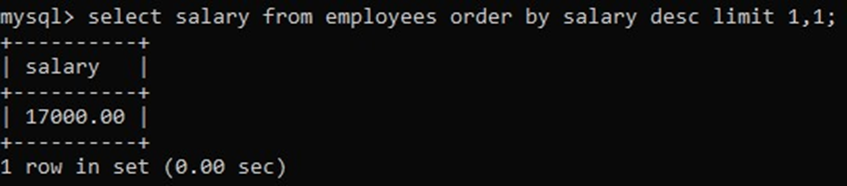 mysql> select salary from employees order by salary desc limit 1,1;
+----------+
| salary   |
+----------+
| 17000.00 |
+----------+
1 row in set (0.00 sec)